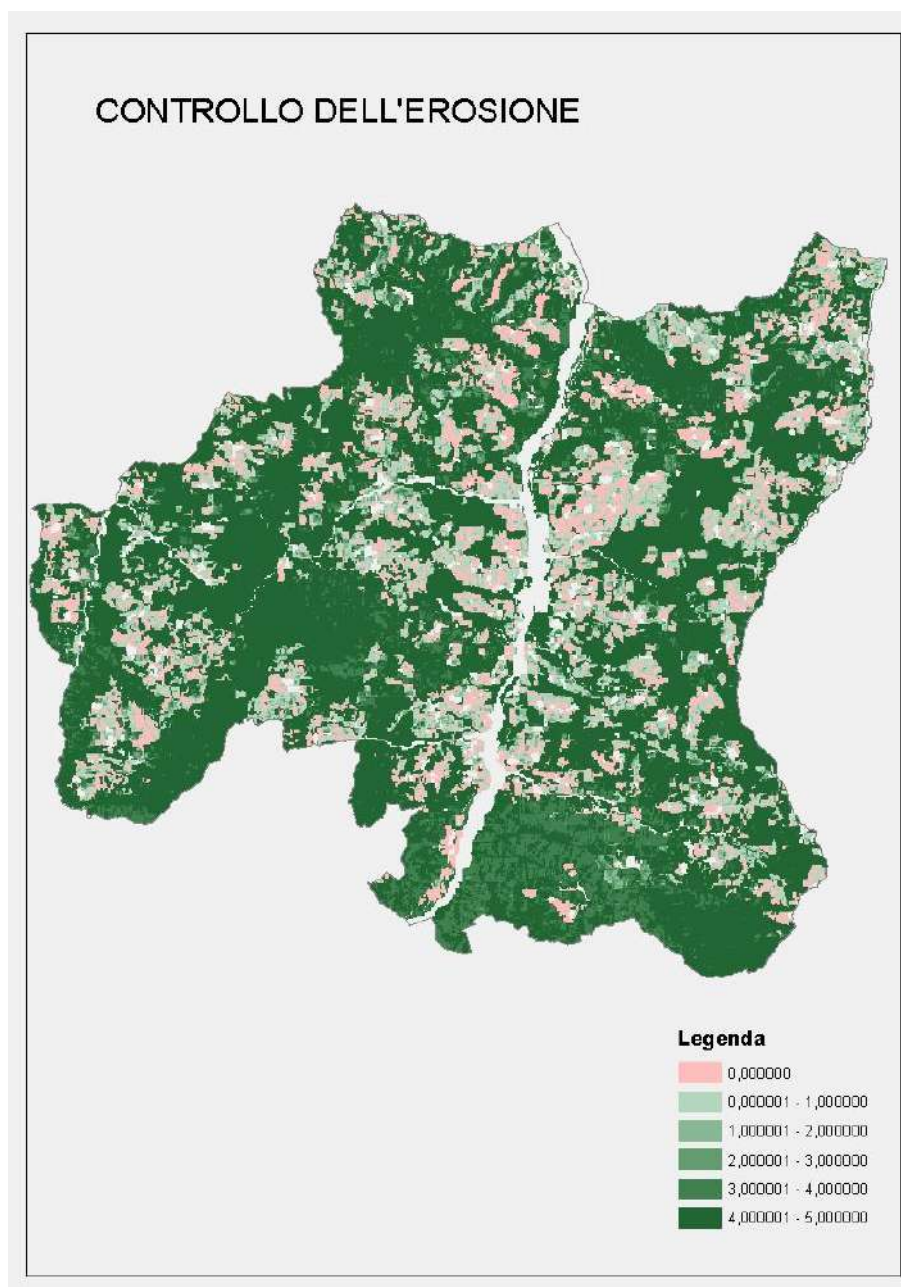 CONTROLLO DELL'EROSIONE
Legenda
0,000000
0,000001 - 1,000000
1,000001 - 2,000000
2,000001 - 3,000000
3,000001 - 4,000000
4,000001 - 5,000000